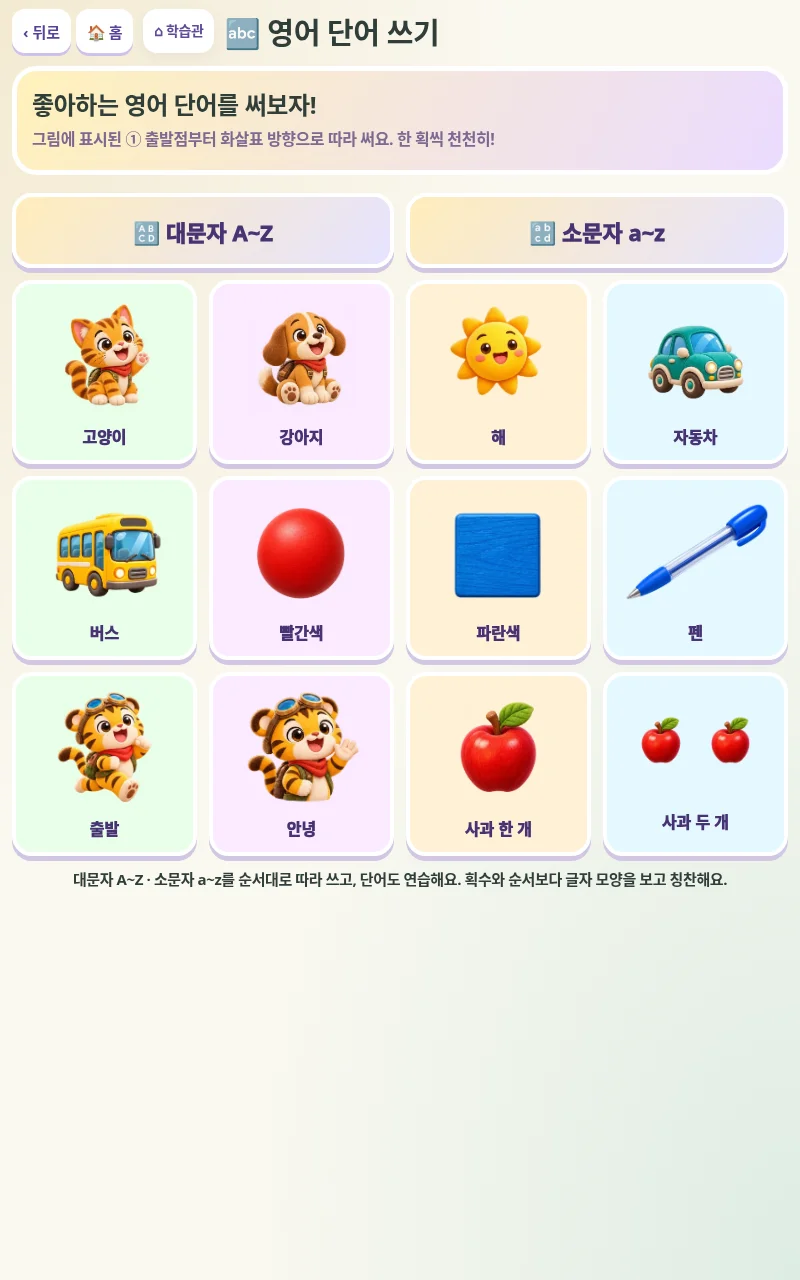 ‹ 뒤로 🏠 홈 ⌂ 학습관 🔤 영어 단어 쓰기
좋아하는 영어 단어를 써보자!
그림에 표시된 ① 출발점부터 화살표 방향으로 따라 써요. 한 획씩 천천히!
🔠 대문자 A~Z 🔡 소문자 a~z
고양이 강아지 해 자동차
버스 빨간색 파란색 펜
출발 안녕 사과 한 개 사과 두 개
대문자 A~Z · 소문자 a~z를 순서대로 따라 쓰고, 단어도 연습해요. 획수와 순서보다 글자 모양을 보고 칭찬해요.